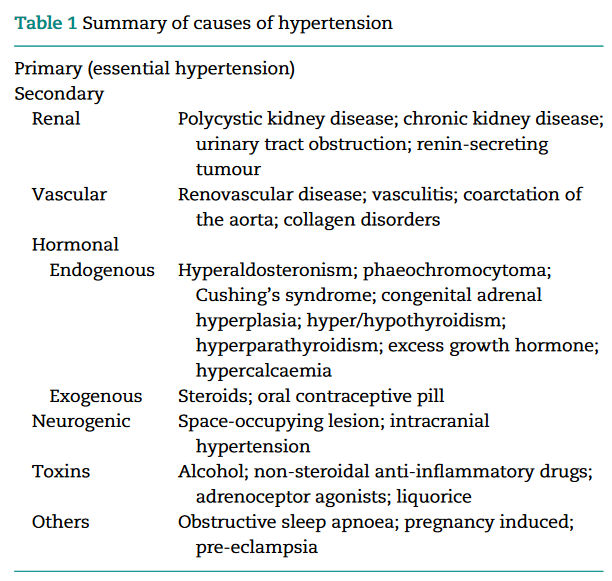 Table 1 Summary of causes of hypertension
Primary (essential hypertension)
Secondary
Renal Polycystic kidney disease; chronic kidney disease;
urinary tract obstruction; renin-secreting
tumour
Vascular Renovascular disease; vasculitis; coarctation of
the aorta; collagen disorders
Hormonal
Endogenous Hyperaldosteronism; phaeochromocytoma;
Cushing's syndrome; congenital adrenal
hyperplasia; hyper/hypothyroidism;
hyperparathyroidism; excess growth hormone;
hypercalcaemia
Exogenous Steroids; oral contraceptive pill
Neurogenic Space-occupying lesion; intracranial
hypertension
Toxins Alcohol; non-steroidal anti-inflammatory drugs;
adrenoceptor agonists; liquorice
Others Obstructive sleep apnoea; pregnancy induced;
pre-eclampsia